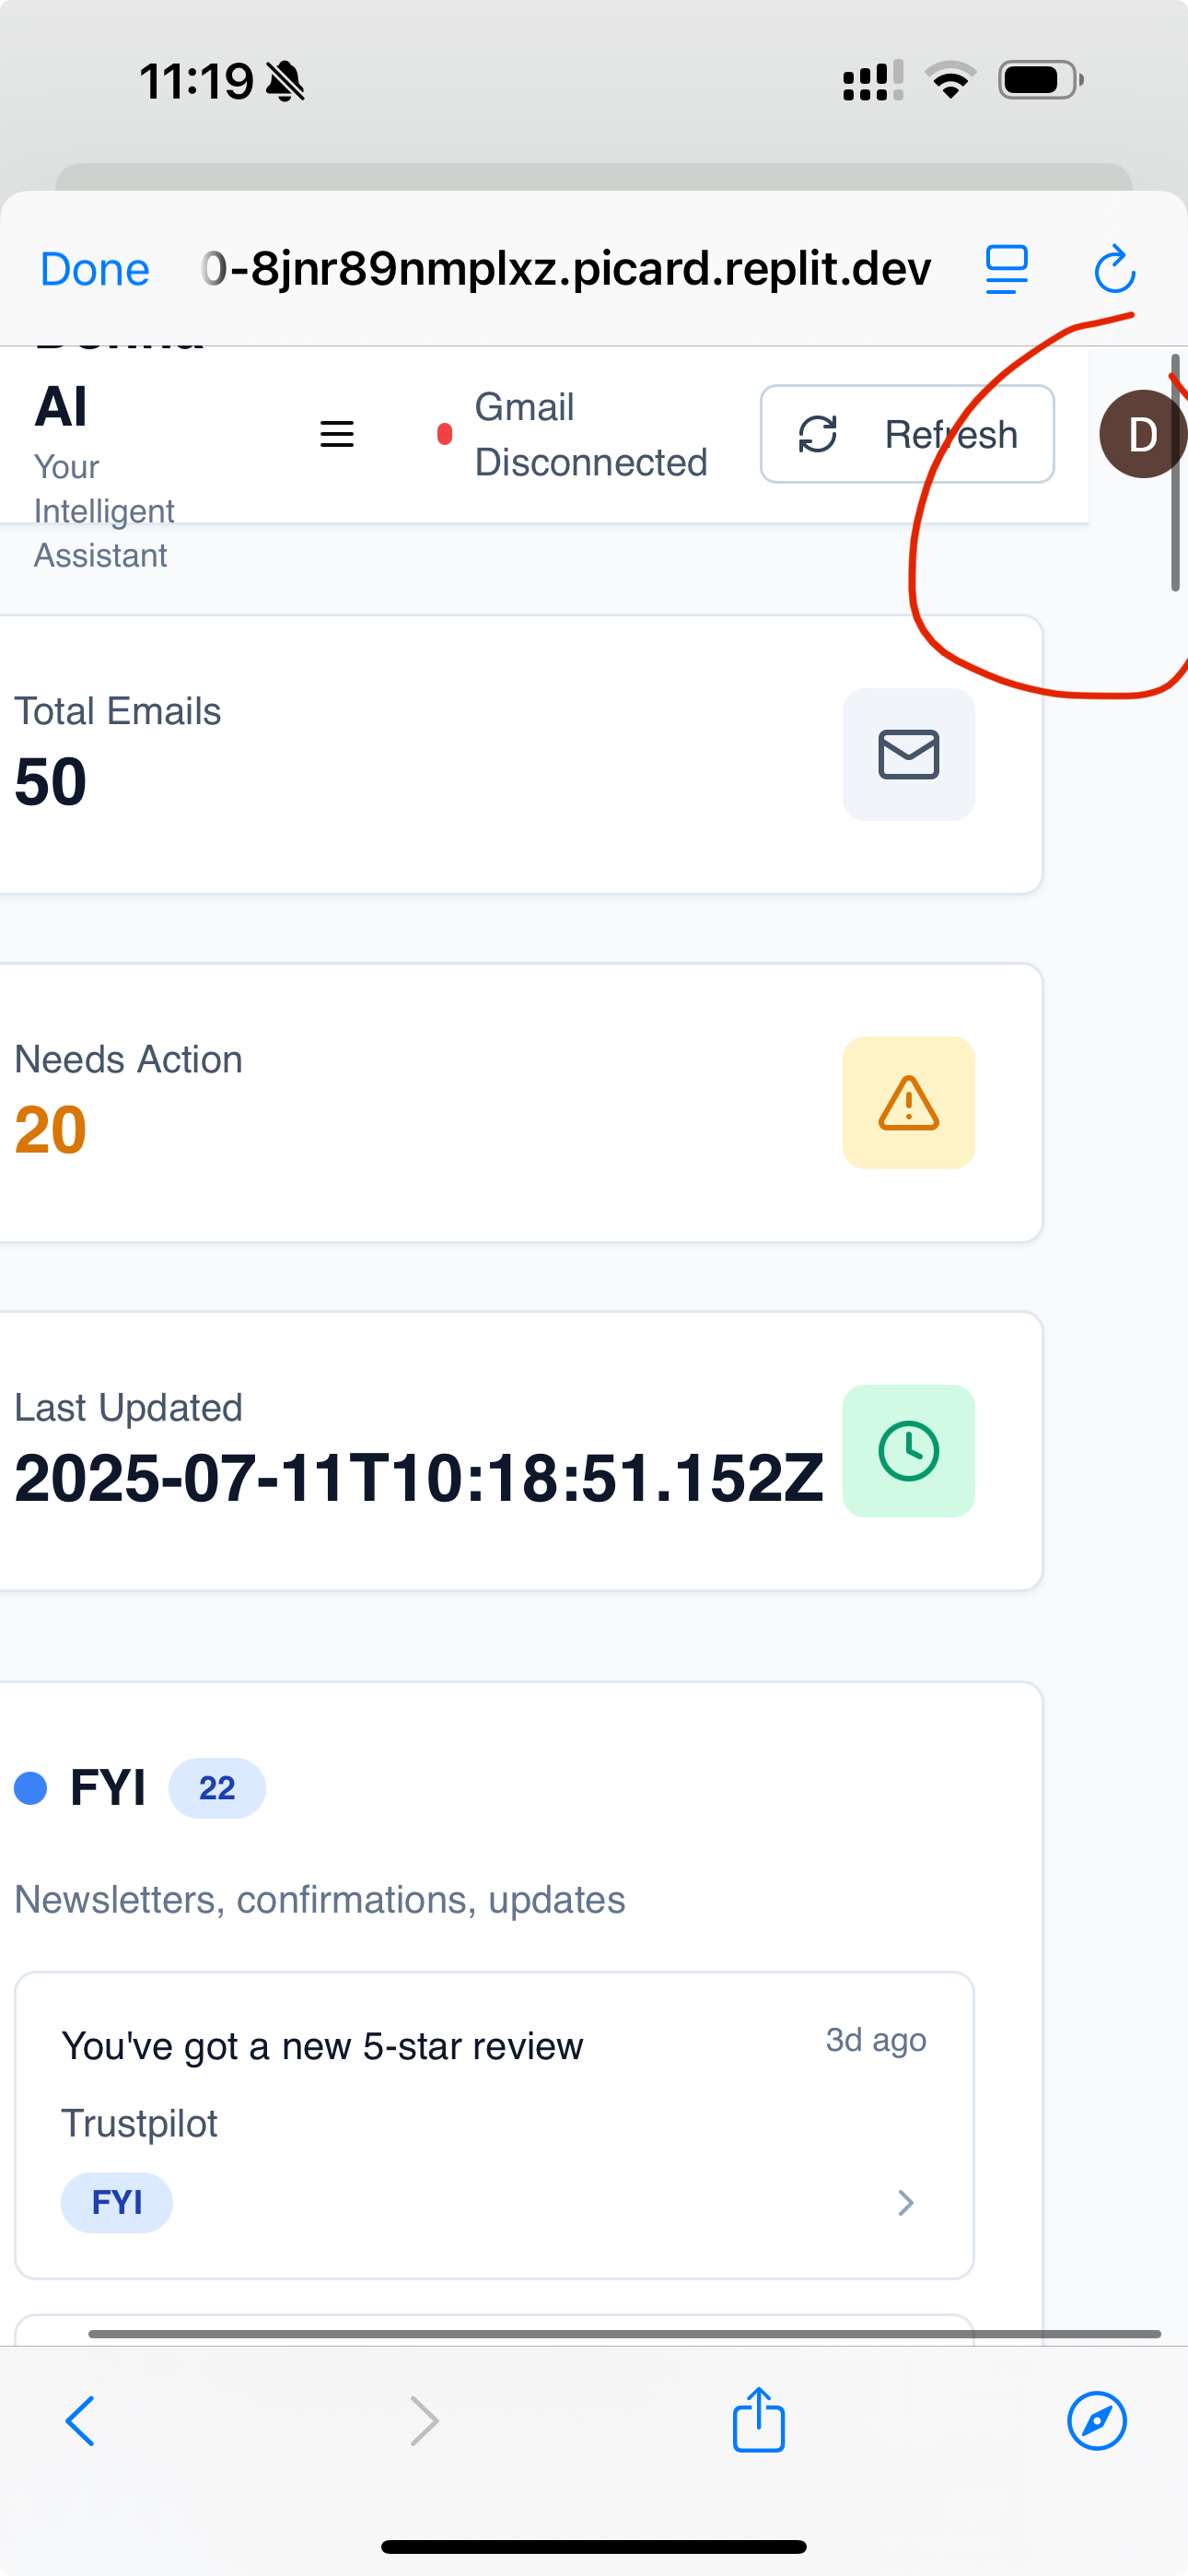 11:19
Done
0-8jnr89nmplxz.picard.replit.dev
AI
Your
Intelligent
Assistant
Gmail
Disconnected
Refresh
D
Total Emails
50
Needs Action
20
Last Updated
2025-07-11T10:18:51.152Z
FYI 22
Newsletters, confirmations, updates
You've got a new 5-star review
3d ago
Trustpilot
FYI